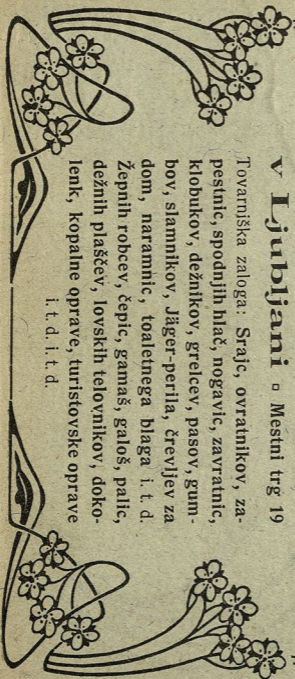 v Ljubljani ▫ Mestni trg 19
Tovarniška zaloga: Srajc, ovratnikov, za-
pestnic, spodnjih hlač, nogavic, zavratnic,
klobukov, dežnikov, grelcev, pasov, gum-
bov, slamnikov, Jäger-perila, črevljev za
dom, naramnic, toaletnega blaga i. t. d.
Žepnih robcev, čepic, gamaš, galoš, palic,
dežnih plaščev, lovskih telovnikov, doko-
lenk, kopalne oprave, turistovske oprave
i. t. d. i. t. d.